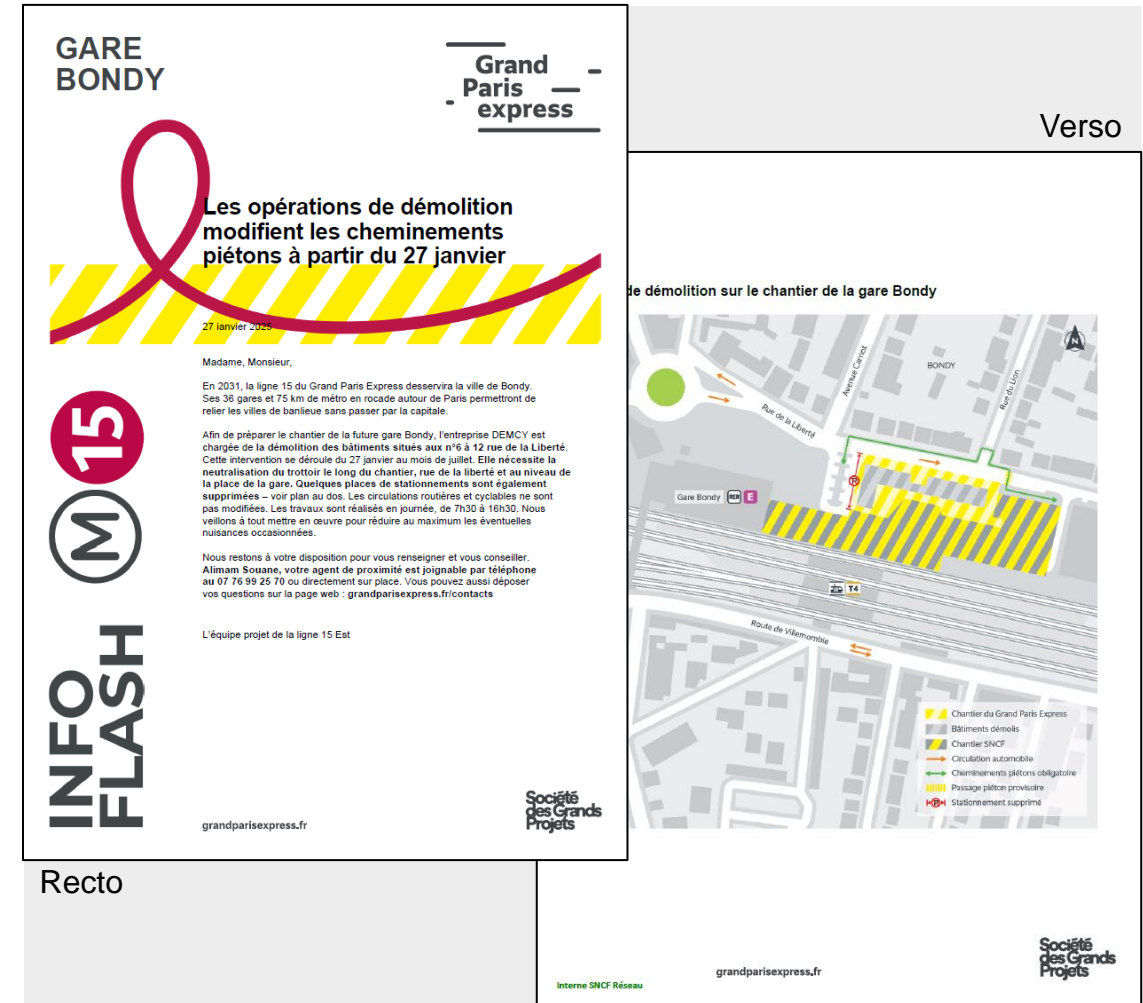 GARE
BONDY
Grand
Paris
express
Les opérations de démolition
modifient les cheminements
piétons à partir du 27 janvier
27 janvier 2025
Madame, Monsieur,
En 2031, la ligne 15 du Grand Paris Express desservira la ville de Bondy.
Ses 36 gares et 75 km de métro en rocade autour de Paris permettront de
relier les villes de banlieue sans passer par la capitale.
Afin de préparer le chantier de la future gare Bondy, l'entreprise DEMCY est
chargée de la démolition des bâtiments situés aux n°6 à 12 rue de la Liberté.
Cette intervention se déroule du 27 janvier au mois de juillet. Elle nécessite la
neutralisation du trottoir le long du chantier, rue de la liberté et au niveau de
la place de la gare. Quelques places de stationnements sont également
supprimées – voir plan au dos. Les circulations routières et cyclables ne sont
pas modifiées. Les travaux sont réalisés en journée, de 7h30 à 16h30. Nous
veillons à tout mettre en œuvre pour réduire au maximum les éventuelles
nuisances occasionnées.
Nous restons à votre disposition pour vous renseigner et vous conseiller.
Alimam Souane, votre agent de proximité est joignable par téléphone
au 07 76 99 25 70 ou directement sur place. Vous pouvez aussi déposer
vos questions sur la page web : grandparisexpress.fr/contacts
L'équipe projet de la ligne 15 Est
M 15
INFO
FLASH
grandparisexpress.fr
Société
des Grands
Projets
Recto
Verso
de démolition sur le chantier de la gare Bondy
N
BONDY
Avenue Carnot
Rue du Lion
Rue de la Liberté
P
Gare Bondy RER E
T4
Route de Villemomble
Chantier du Grand Paris Express
Bâtiments démolis
Chantier SNCF
Circulation automobile
Cheminements piétons obligatoire
Passage piéton provisoire
P Stationnement supprimé
grandparisexpress.fr
Société
des Grands
Projets
Interne SNCF Réseau